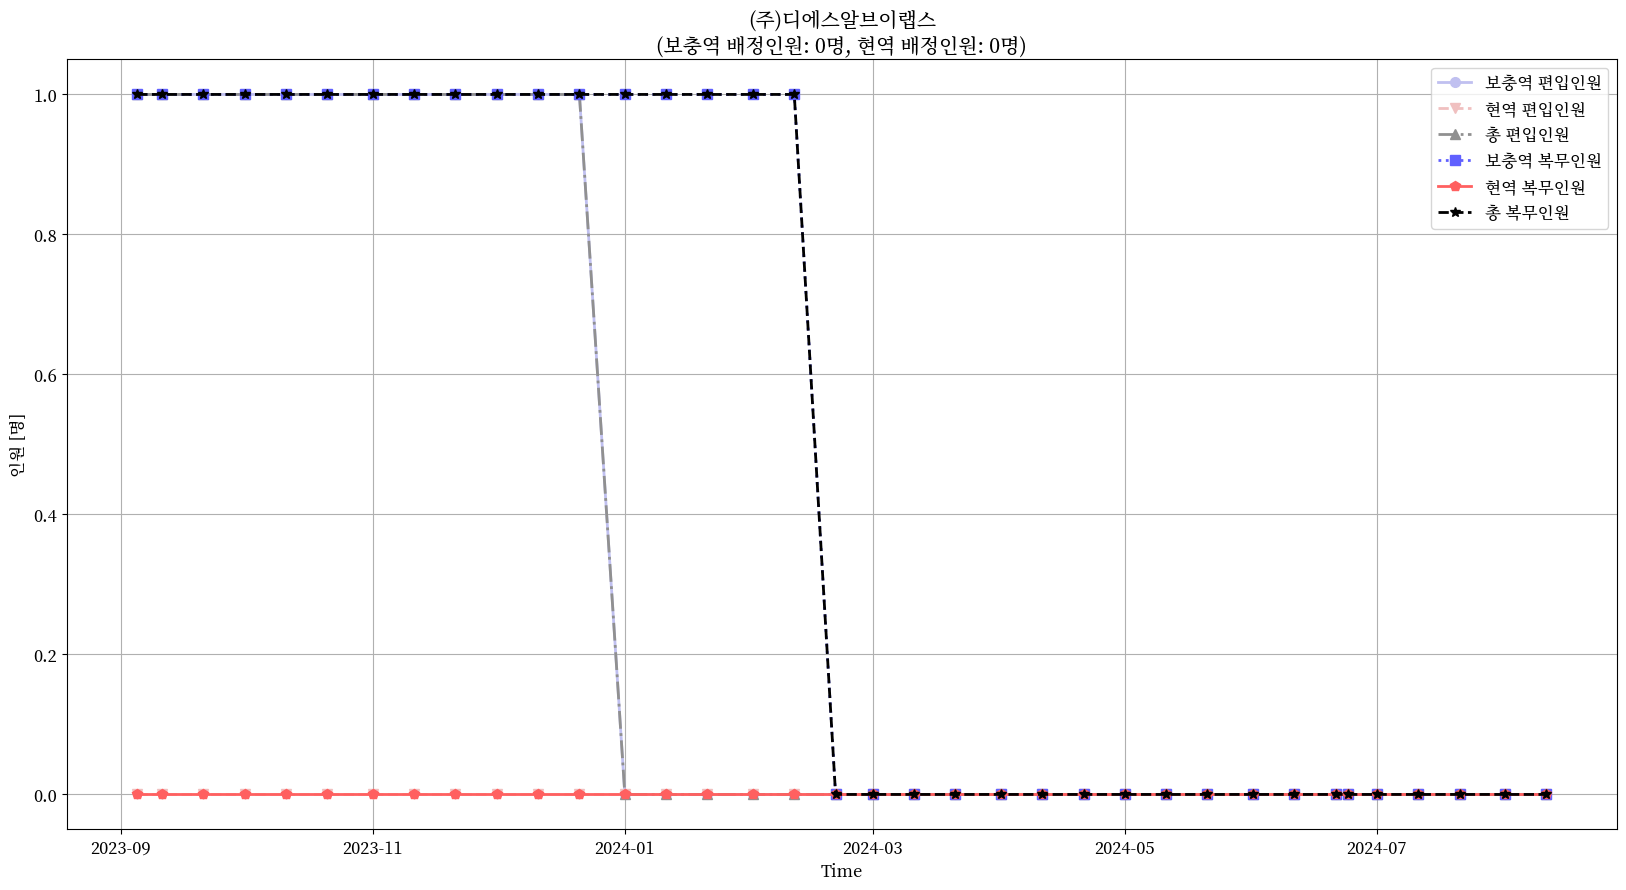 (주)디에스알브이랩스
(보충역 배정인원: 0명, 현역 배정인원: 0명)
보충역 편입인원
현역 편입인원
총 편입인원
보충역 복무인원
현역 복무인원
총 복무인원
인원 [명]
1.0
0.8
0.6
0.4
0.2
0.0
2023-09
2023-11
2024-01
2024-03
2024-05
2024-07
Time